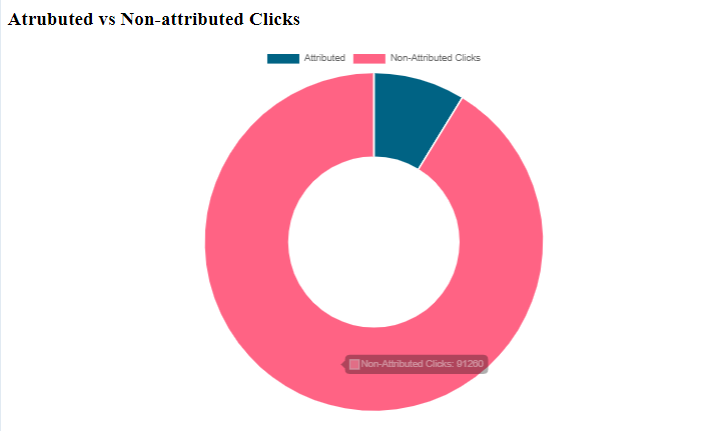 Atrubuted vs Non-attributed Clicks
Attributed Non-Attributed Clicks
Non-Attributed Clicks: 91260